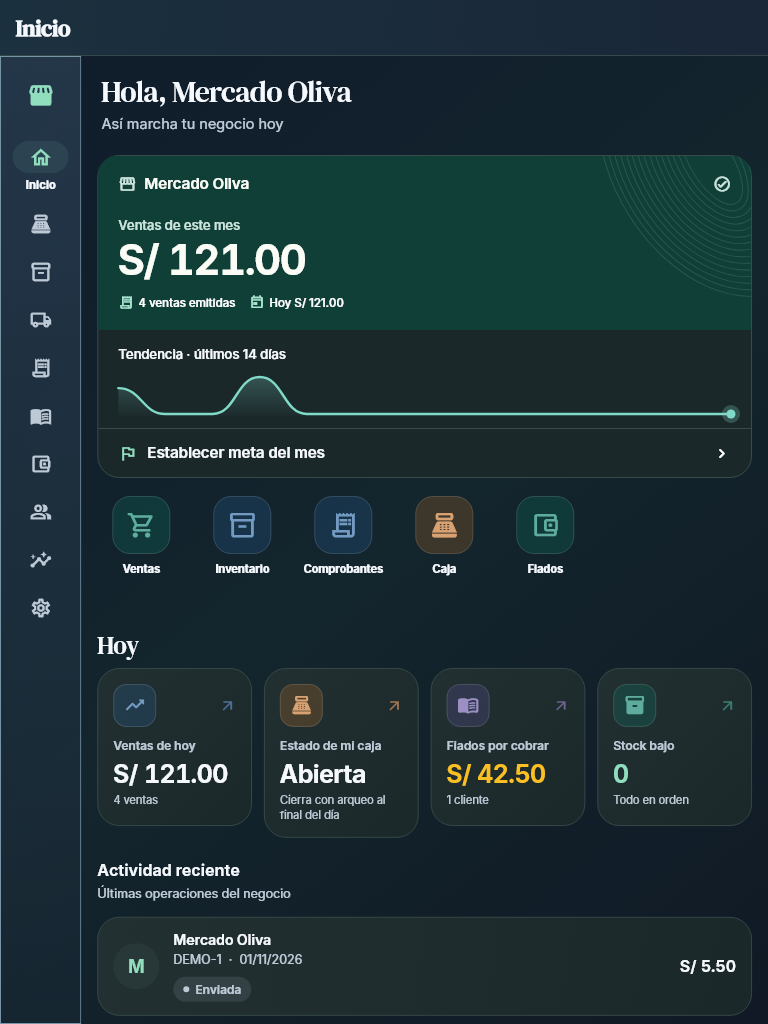 Inicio
Inicio
Hola, Mercado Oliva
Así marcha tu negocio hoy
Mercado Oliva
Ventas de este mes
S/ 121.00
4 ventas emitidas
Hoy S/ 121.00
Tendencia · últimos 14 días
Establecer meta del mes
Ventas
Inventario
Comprobantes
Caja
Fiados
Hoy
Ventas de hoy
S/ 121.00
4 ventas
Estado de mi caja
Abierta
Cierra con arqueo al
final del día
Fiados por cobrar
S/ 42.50
1 cliente
Stock bajo
0
Todo en orden
Actividad reciente
Últimas operaciones del negocio
M
Mercado Oliva
DEMO-1 · 01/11/2026
Enviada
S/ 5.50